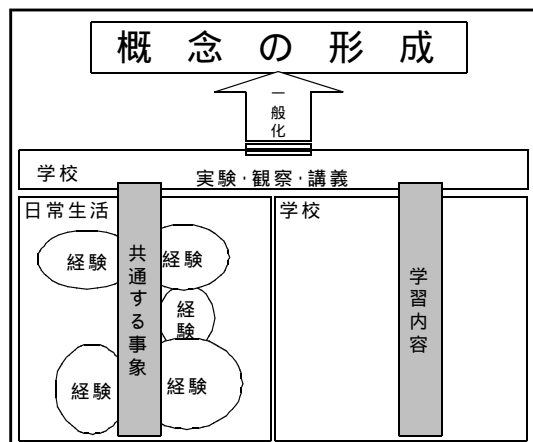 概念の形成
一般化
学校
実験・観察・講義
日常生活
学校
経験
経験
共通する事象
経験
経験
経験
学習内容